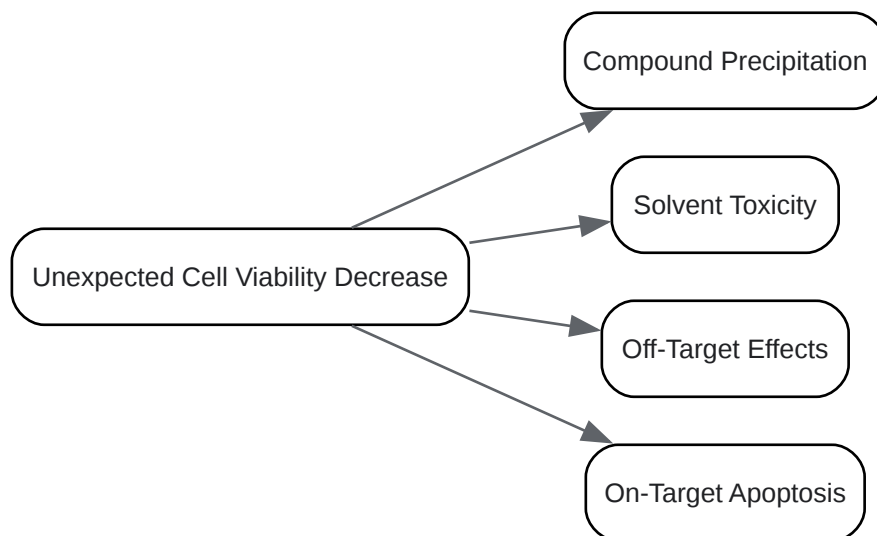 Compound Precipitation
Solvent Toxicity
Unexpected Cell Viability Decrease
Off-Target Effects
On-Target Apoptosis